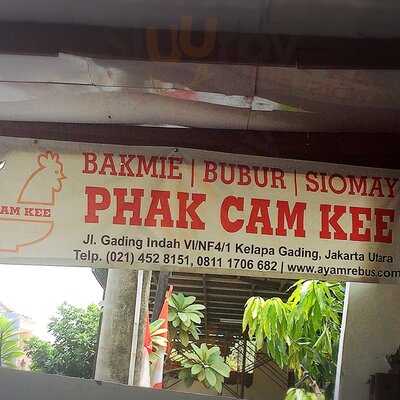 BAKMIE | BUBUR | SIOMAY
PHAK CAM KEE
AM KEE
Jl. Gading Indah VI/NF4/1 Kelapa Gading, Jakarta Utara
Telp. (021) 452 8151, 0811 1706 682 | www.ayamrebus.com